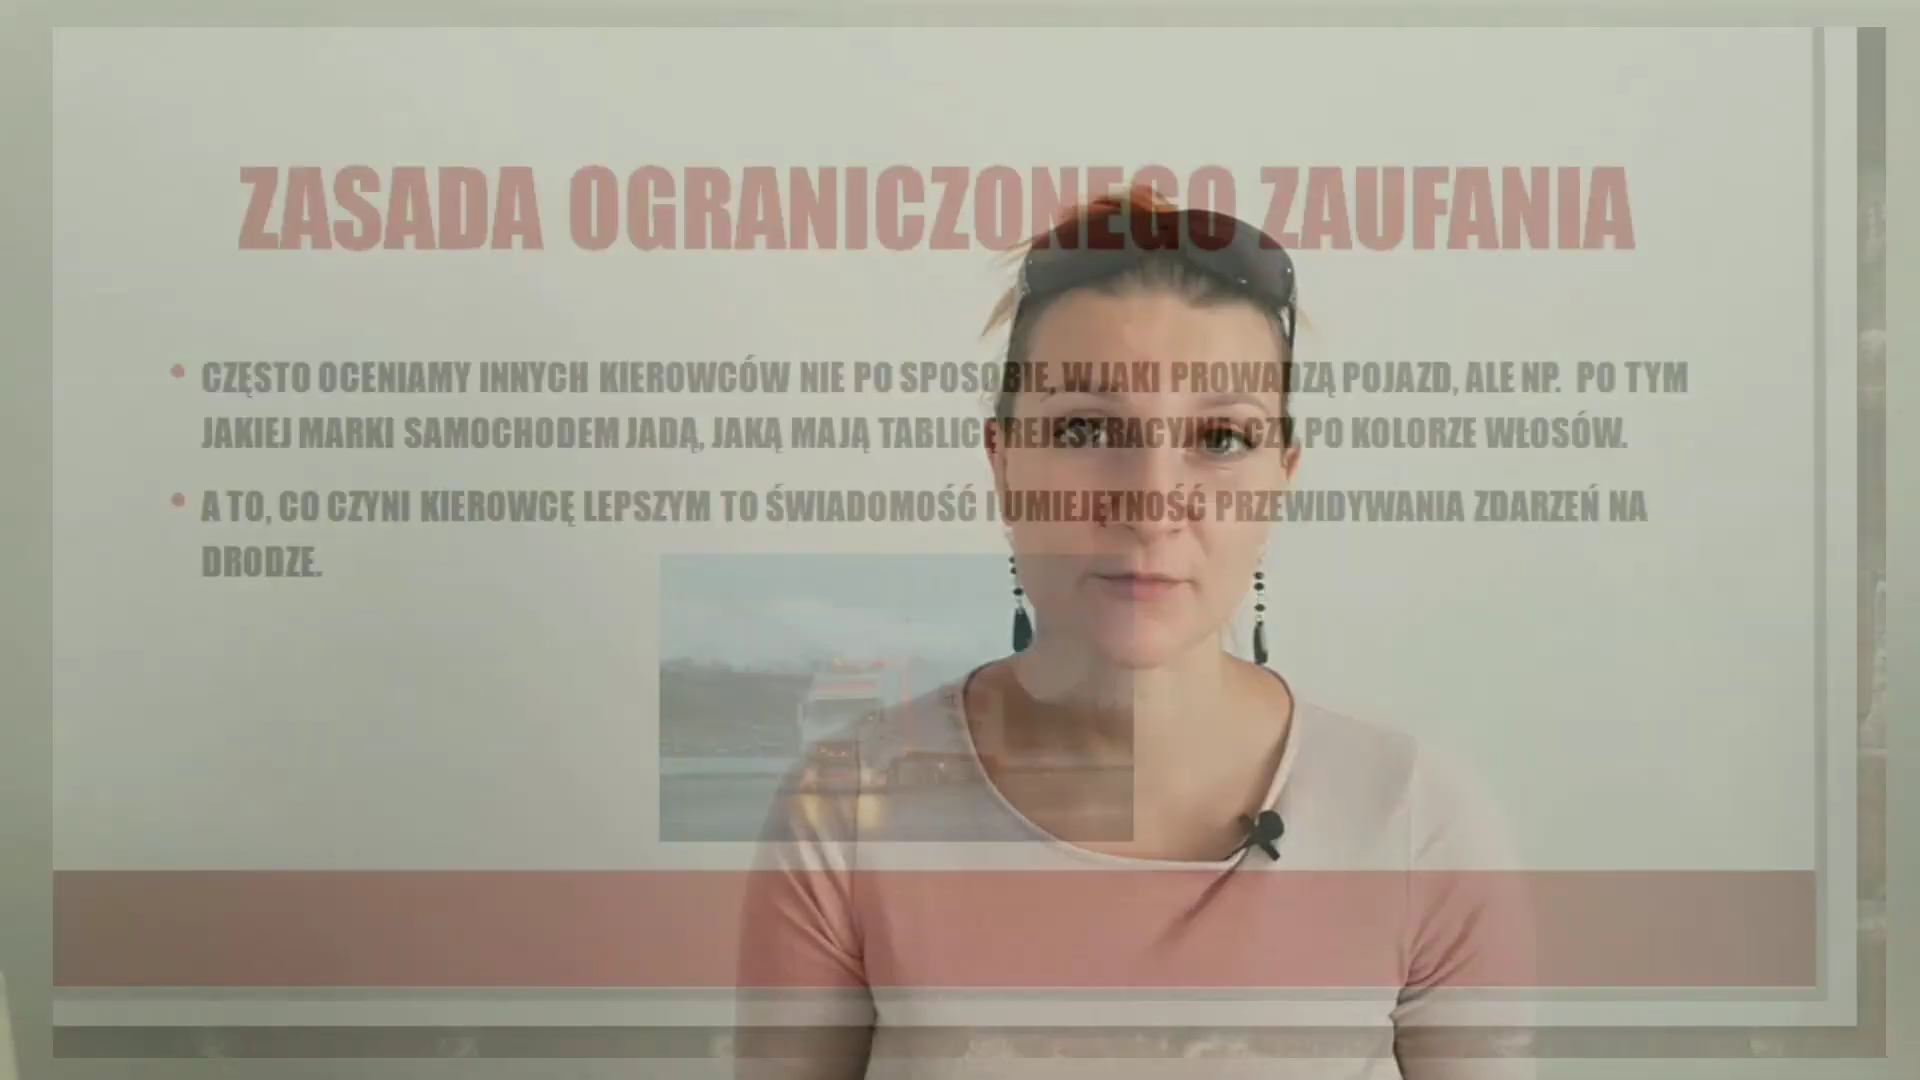 ZASADA OGRANICZONEGO ZAUFANIA
• CZĘSTO OCENIAMY INNYCH KIEROWCÓW NIE PO SPOSOBIE, W JAKI PROWADZĄ POJAZD, ALE NP. PO TYM
JAKIEJ MARKI SAMOCHODEM JADĄ, JAKĄ MAJĄ TABLICĘ REJESTRACYJNĄ CZY PO KOLORZE WŁOSÓW.
• A TO, CO CZYNI KIEROWCĘ LEPSZYM TO ŚWIADOMOŚĆ I UMIEJĘTNOŚĆ PRZEWIDYWANIA ZDARZEŃ NA
DRODZE.